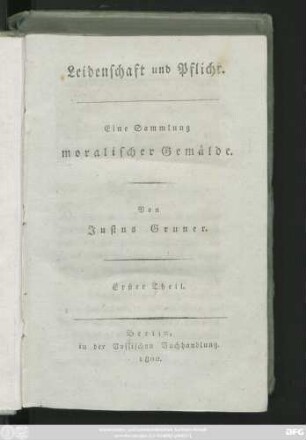 Leidenſchaft und Pflicht.
Eine Sammlung
moraliſcher Gemälde.
Von
Juſtus Gruner.
Erſter Theil.
Berlin,
in der Voſſiſchen Buchhandlung.
1800.